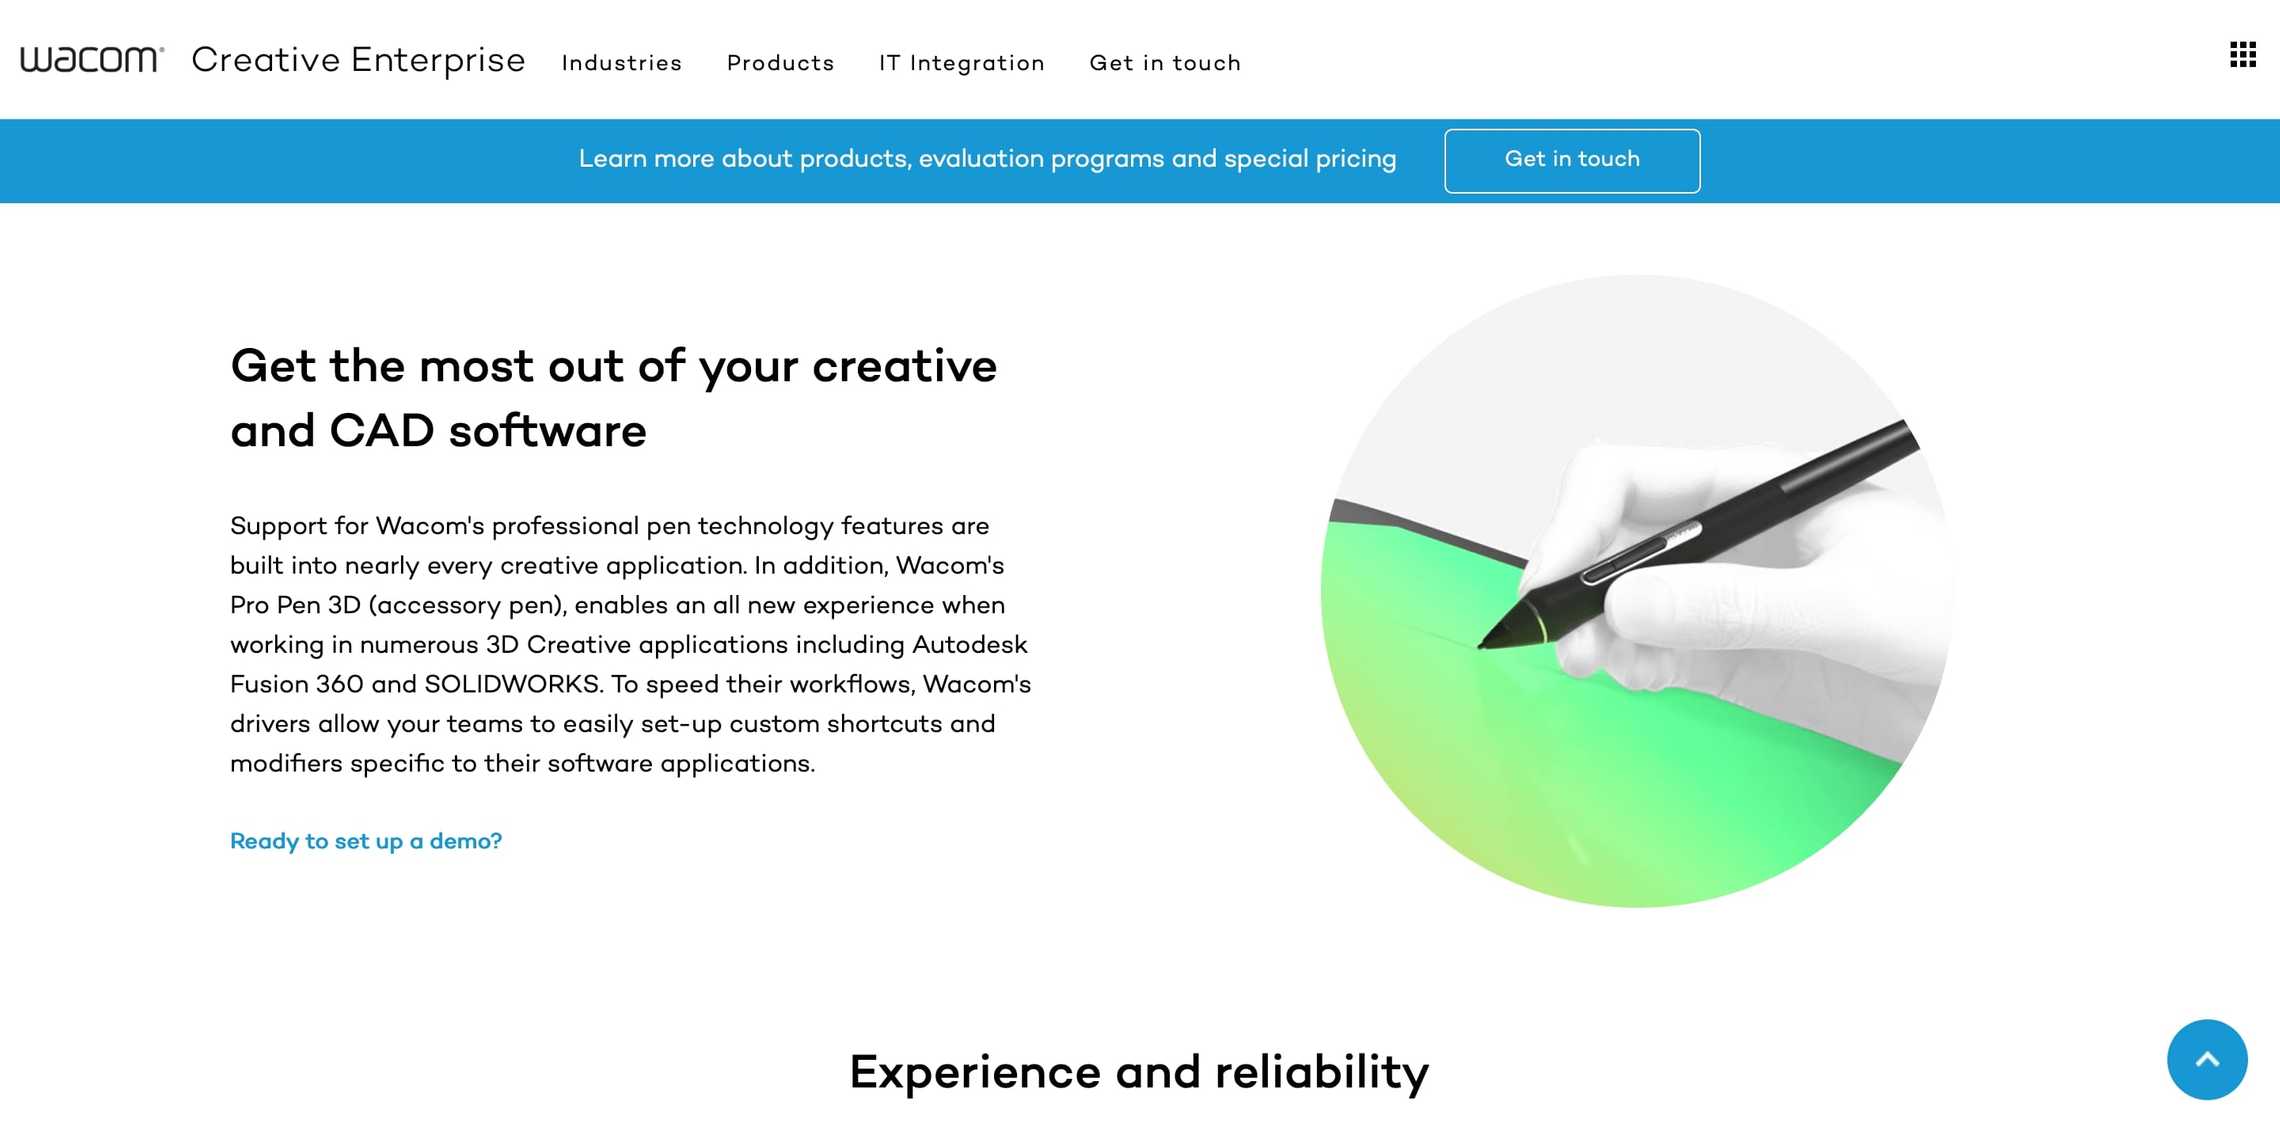 wacom® Creative Enterprise Industries Products IT Integration Get in touch
Learn more about products, evaluation programs and special pricing Get in touch
Get the most out of your creative
and CAD software
Support for Wacom's professional pen technology features are
built into nearly every creative application. In addition, Wacom's
Pro Pen 3D (accessory pen), enables an all new experience when
working in numerous 3D Creative applications including Autodesk
Fusion 360 and SOLIDWORKS. To speed their workflows, Wacom's
drivers allow your teams to easily set-up custom shortcuts and
modifiers specific to their software applications.
Ready to set up a demo?
Experience and reliability